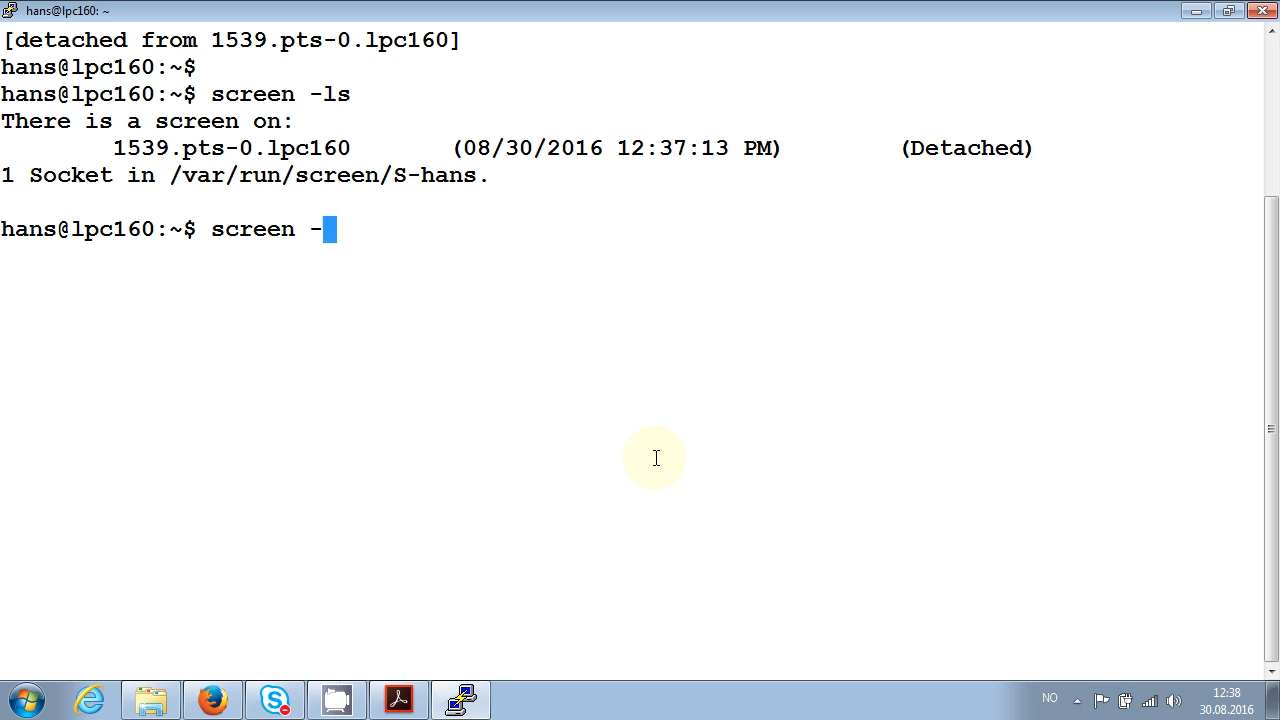 hans@lpc160: ~
[detached from 1539.pts-0.lpc160]
hans@lpc160:~$
hans@lpc160:~$ screen -ls
There is a screen on:
1539.pts-0.lpc160 (08/30/2016 12:37:13 PM) (Detached)
1 Socket in /var/run/screen/S-hans.
hans@lpc160:~$ screen -
NO
12:38
30.08.2016